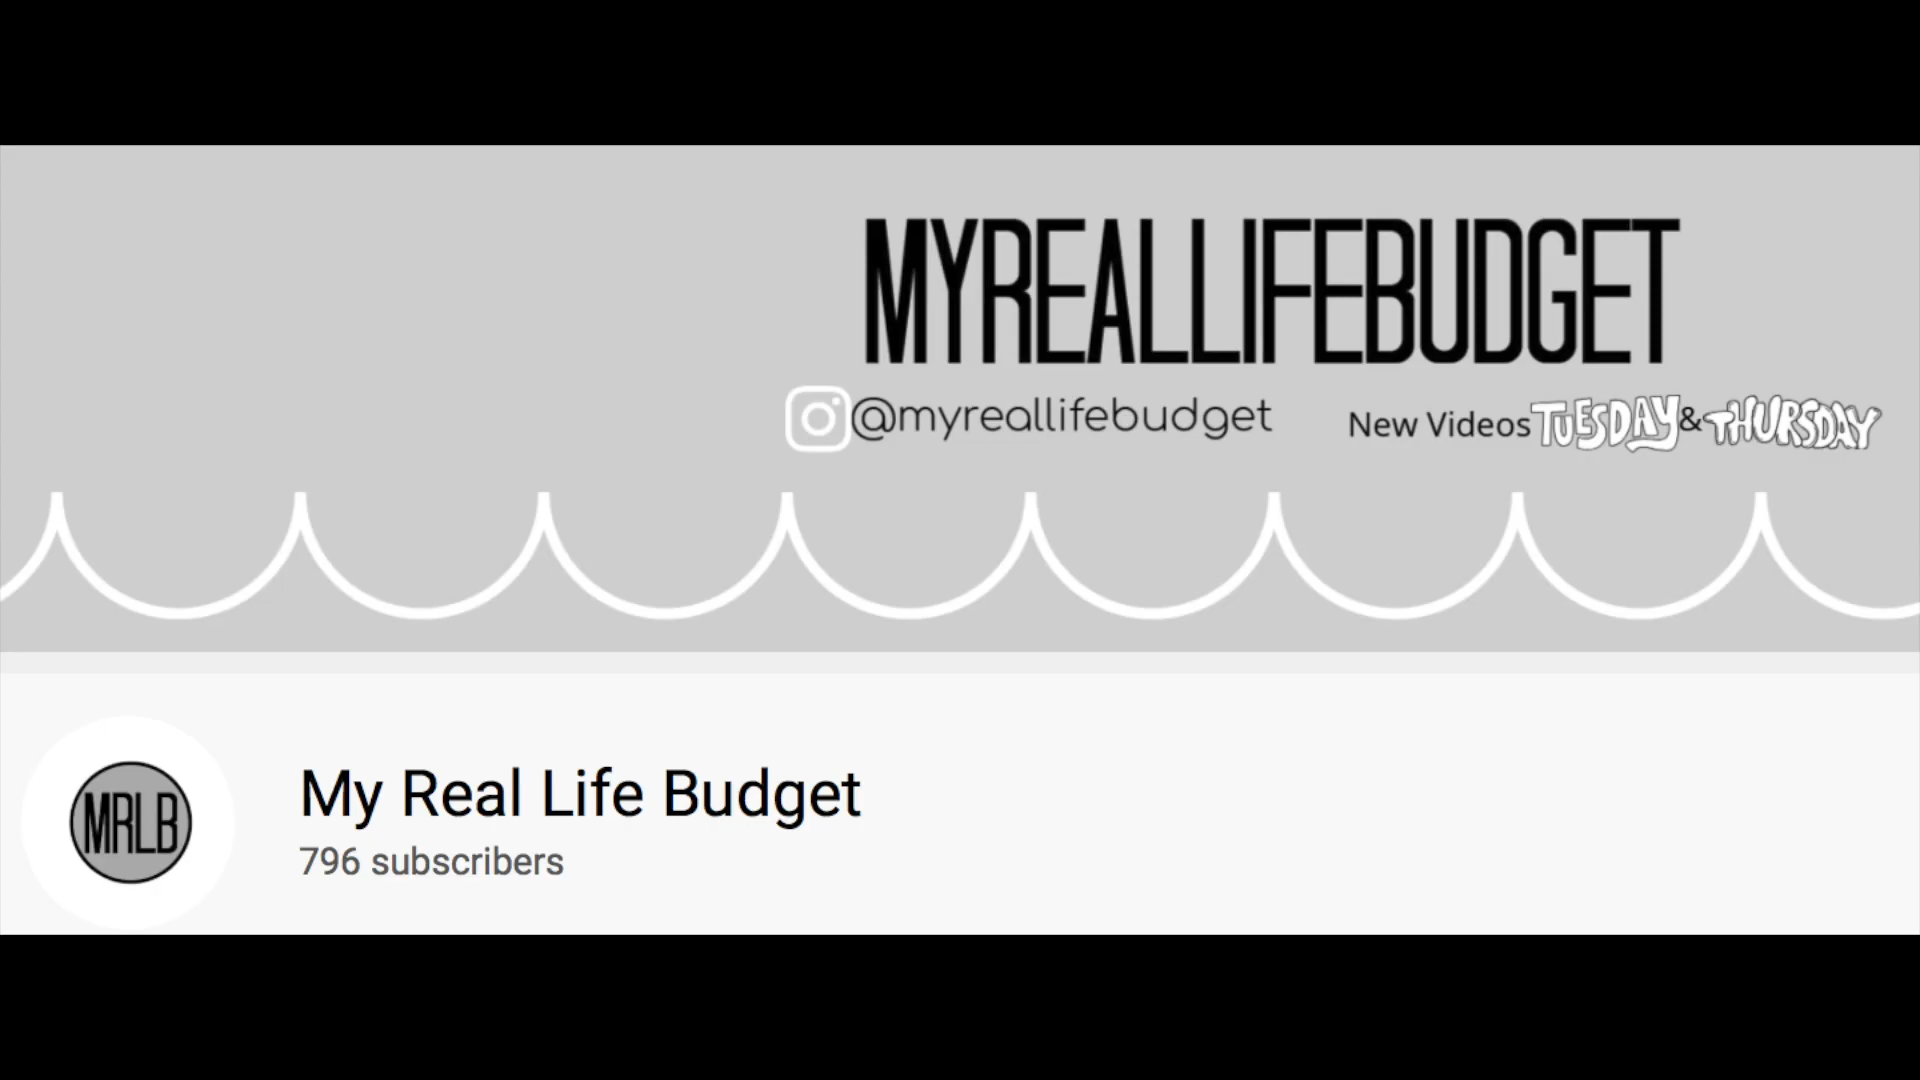 MYREALLIFEBUDGET
@myreallifebudget
New Videos TUESDAY & THURSDAY
MRLB
My Real Life Budget
796 subscribers